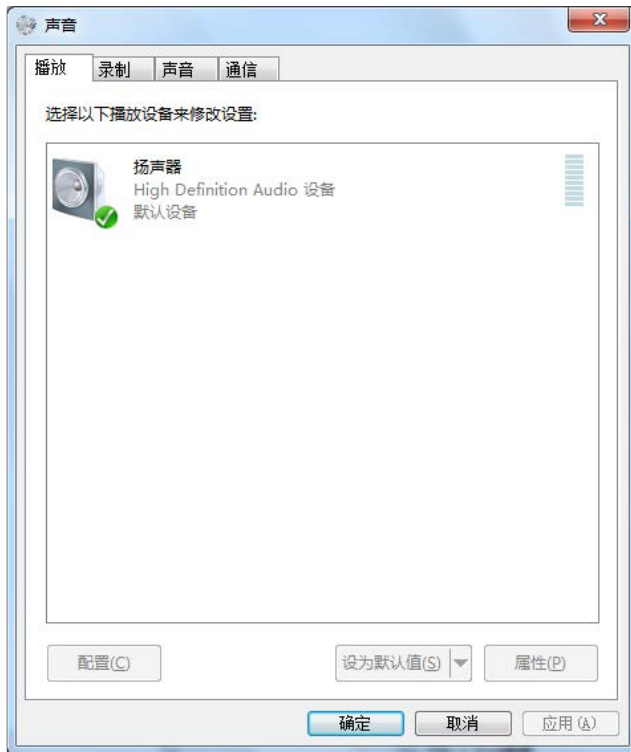 声音
播放 录制 声音 通信
选择以下播放设备来修改设置:
扬声器
High Definition Audio 设备
默认设备
配置(C) 设为默认值(S) 属性(P)
确定 取消 应用(A)